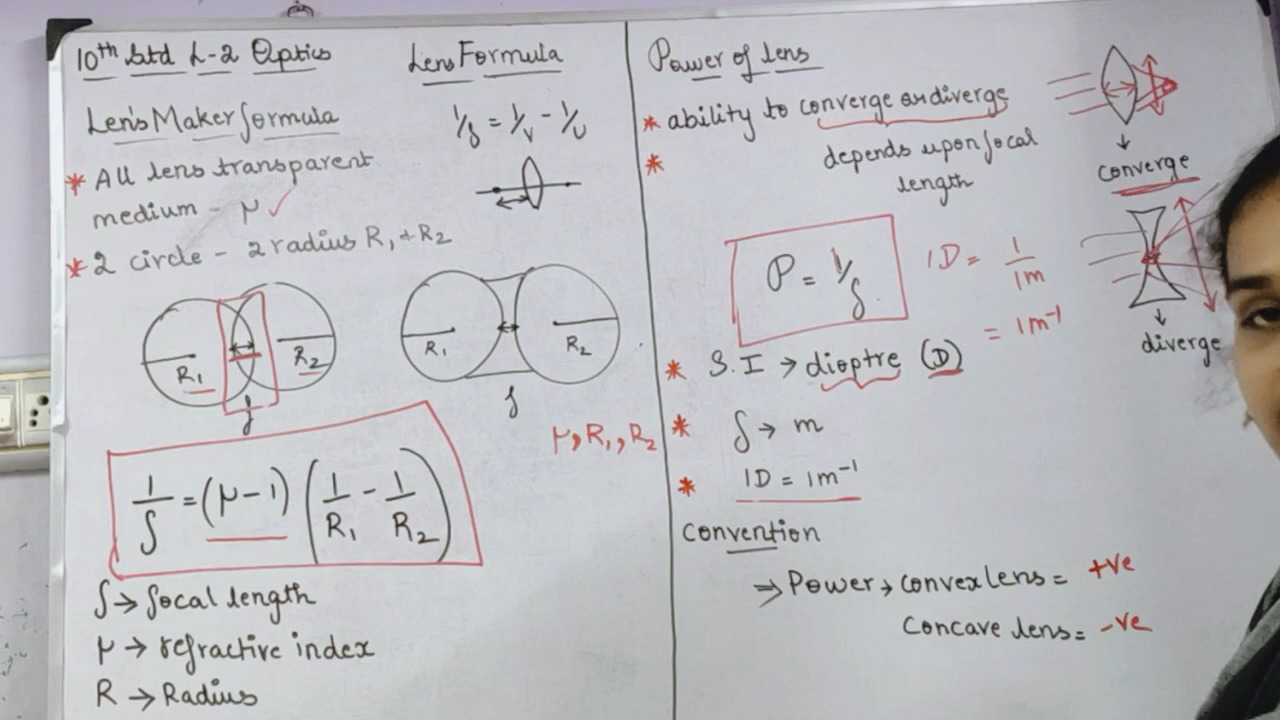 10th Std L-2 Optics
Lens Formula
1/f = 1/v - 1/u
Len's Maker formula
* All lens transparent
medium - μ ✓
* 2 circle - 2 radius R1 + R2
R1
R2
f
R1
R2
f
μ, R1, R2
1/f = (μ-1) (1/R1 - 1/R2)
f → focal length
μ → refractive index
R → Radius
Power of lens
* ability to converge or diverge
*
depends upon focal
length
P = 1/f
1D = 1/1m
= 1m⁻¹
* S.I → dioptre (D)
* f → m
* 1D = 1m⁻¹
Convention
⇒ Power → convex lens = +ve
Concave lens = -ve
converge
diverge